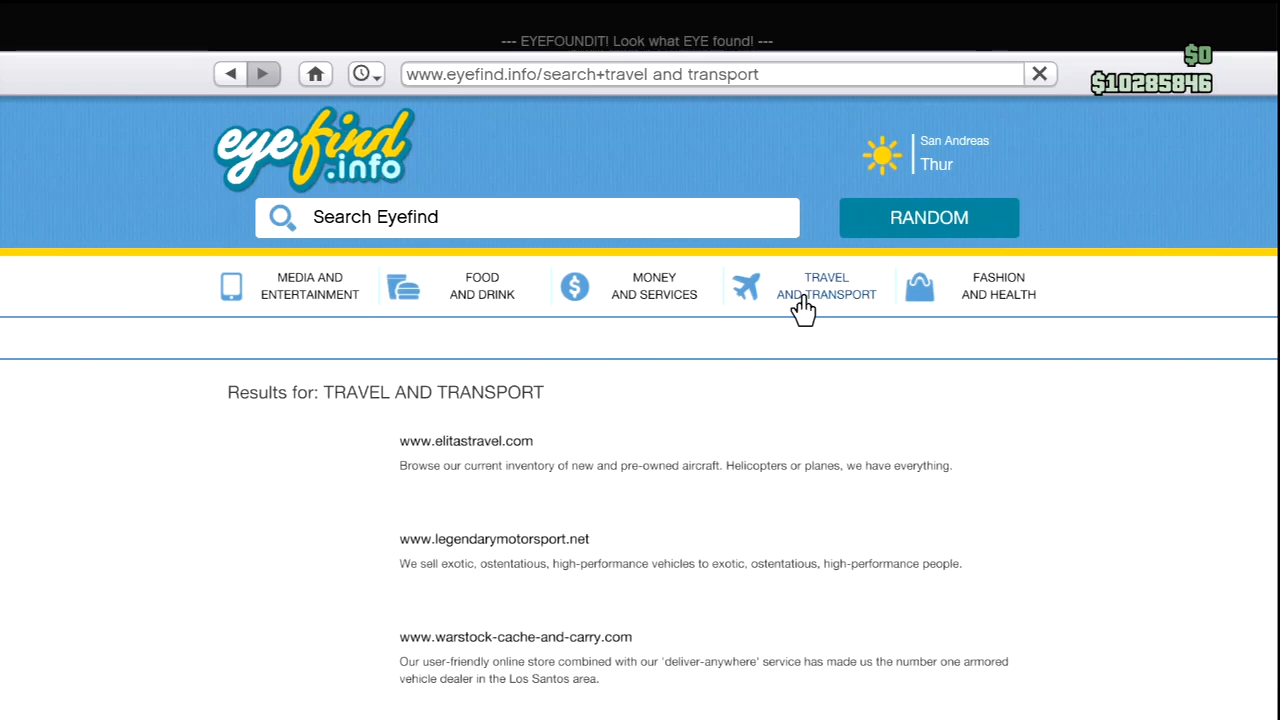 --- EYEFOUNDIT! Look what EYE found! ---
$0
www.eyefind.info/search+travel and transport
$10285846
eyefind
.info
San Andreas
Thur
Search Eyefind
RANDOM
MEDIA AND
ENTERTAINMENT
FOOD
AND DRINK
MONEY
AND SERVICES
TRAVEL
AND TRANSPORT
FASHION
AND HEALTH
Results for: TRAVEL AND TRANSPORT
www.elitastravel.com
Browse our current inventory of new and pre-owned aircraft. Helicopters or planes, we have everything.
www.legendarymotorsport.net
We sell exotic, ostentatious, high-performance vehicles to exotic, ostentatious, high-performance people.
www.warstock-cache-and-carry.com
Our user-friendly online store combined with our 'deliver-anywhere' service has made us the number one armored
vehicle dealer in the Los Santos area.